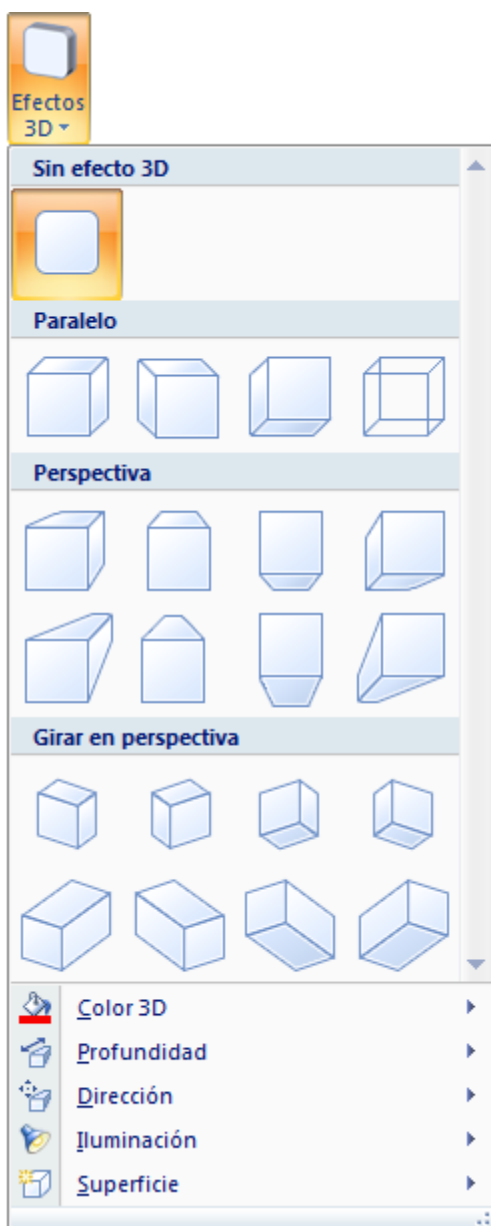 Efectos
3D
Sin efecto 3D
Paralelo
Perspectiva
Girar en perspectiva
Color 3D
Profundidad
Dirección
Iluminación
Superficie